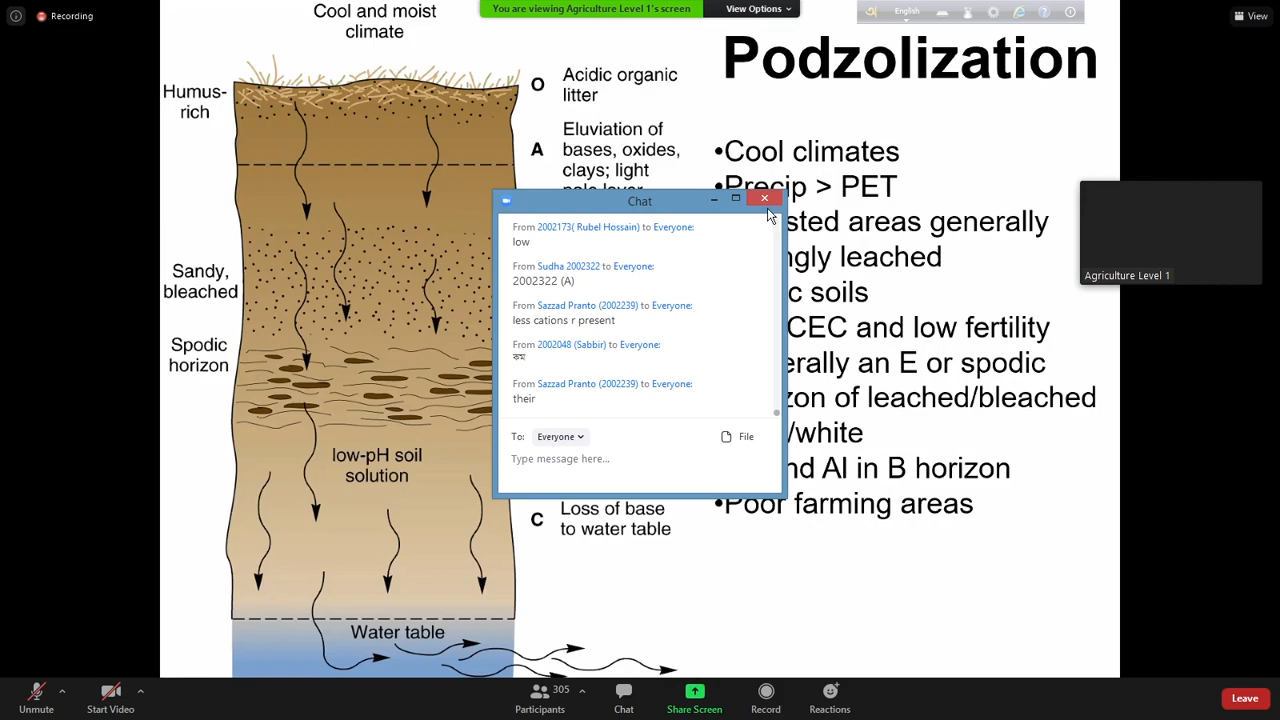 Recording
You are viewing Agriculture Level 1's screen
View Options
English
View
Cool and moist
climate
Humus-
rich
Sandy,
bleached
Spodic
horizon
O
Acidic organic
litter
A
Eluviation of
bases, oxides,
clays; light
low-pH soil
solution
C
Loss of base
to water table
Water table
Podzolization
•Cool climates
•Precip > PET
sted areas generally
ngly leached
c soils
CEC and low fertility
erally an E or spodic
zon of leached/bleached
/white
nd Al in B horizon
•Poor farming areas
Chat
From 2002173( Rubel Hossain) to Everyone:
low
From Sudha 2002322 to Everyone:
2002322 (A)
From Sazzad Pranto (2002239) to Everyone:
less cations r present
From 2002048 (Sabbir) to Everyone:
কম
From Sazzad Pranto (2002239) to Everyone:
their
To: Everyone
File
Type message here...
Agriculture Level 1
Unmute
Start Video
305
Participants
Chat
Share Screen
Record
Reactions
Leave